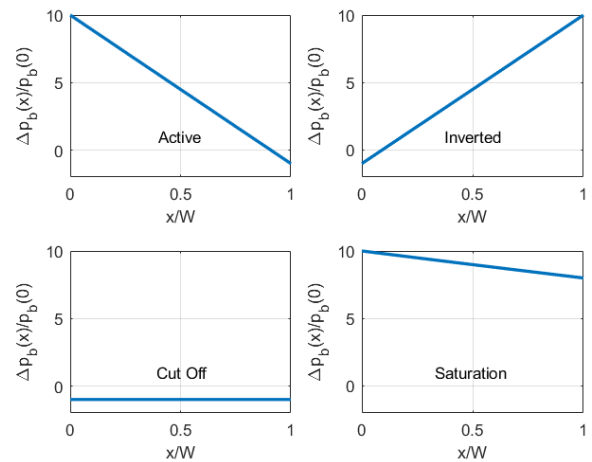 10
5
0
Δp_b(x)/p_b(0)
Active
0
0.5
1
x/W
10
5
0
Δp_b(x)/p_b(0)
Inverted
0
0.5
1
x/W
10
5
0
Δp_b(x)/p_b(0)
Cut Off
0
0.5
1
x/W
10
5
0
Δp_b(x)/p_b(0)
Saturation
0
0.5
1
x/W